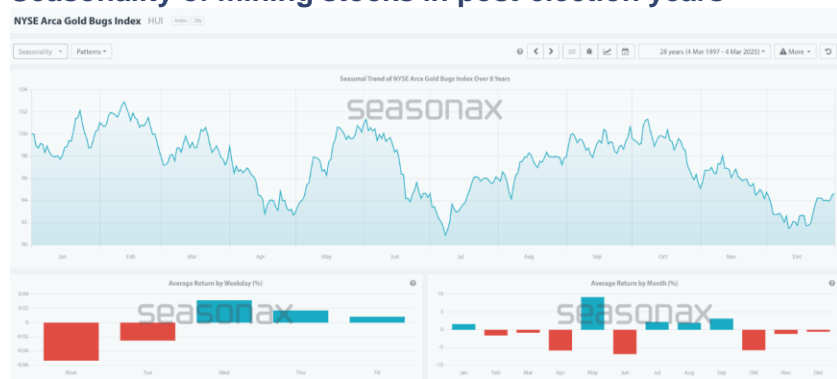 Seasonality of mining stocks in post-election years
NYSE Arca Gold Bugs Index HUI Index
Seasonality Patterns 28 years (4 Mar 1997 - 4 Mar 2025) More
Seasonal Trend of NYSE Arca Gold Bugs Index Over 8 Years
seasonax
104
102
100
98
96
94
92
90
Jan Feb Mar Apr May Jun Jul Aug Sep Oct Nov Dec
Average Return by Weekday (%) Average Return by Month (%)
seasonax seasonax
0.04
0.02
0
-0.02
-0.04
-0.06
Mon Tue Wed Thu Fri
10
5
0
-5
-10
Jan Feb Mar Apr May Jun Jul Aug Sep Okt Nov Dez